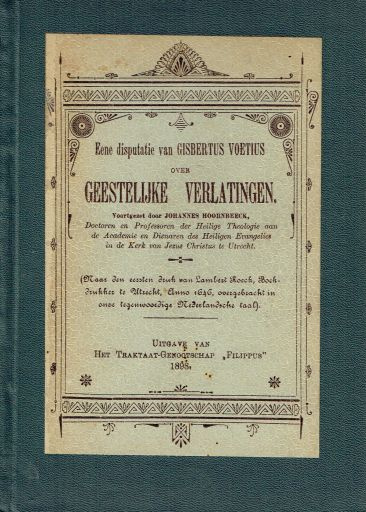 Eene disputatie van GISBERTUS VOETIUS
OVER
GEESTELIJKE VERLATINGEN.
Voortgezet door JOHANNES HOORNBEECK,
Doctoren en Professoren der Heilige Theologie aan
de Academie en Dienaren des Heiligen Evangelies
in de Kerk van Jezus Christus te Utrecht.
(Naar den eersten druk van Lambert Roeck, Boek-
drukker te Utrecht, Anno 1646, overgebracht in
onze tegenwoordige Nederlandsche taal).
UITGAVE VAN
HET TRAKTAAT-GENOOTSCHAP „FILIPPUS"
1898.